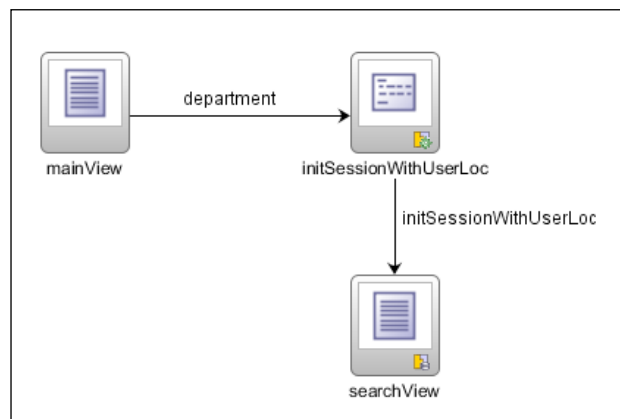 department
mainView
initSessionWithUserLoc
initSessionWithUserLoc
searchView